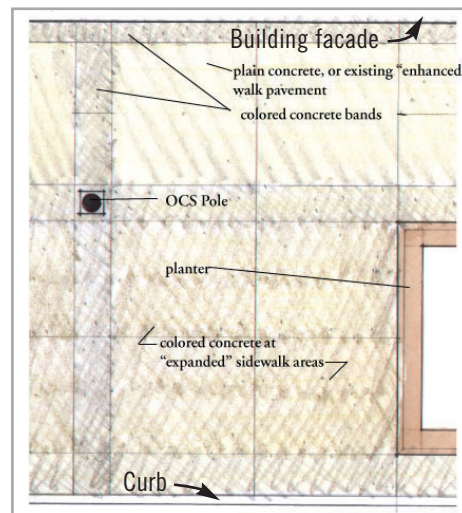 Building facade
plain concrete, or existing “enhanced
walk pavement
colored concrete bands
OCS Pole
planter
colored concrete at
“expanded” sidewalk areas
Curb